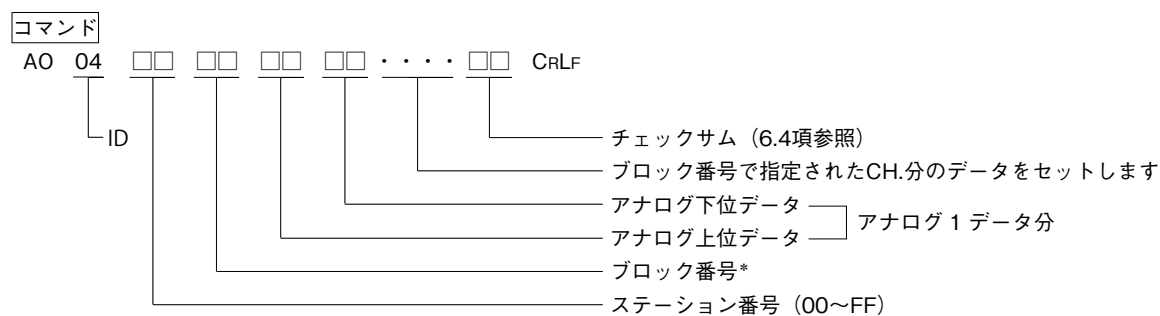 コマンド
AO 04 □□ □□ □□ □□ ・・・・ □□ CRLF
ID
チェックサム（6.4項参照）
ブロック番号で指定されたCH.分のデータをセットします
アナログ下位データ
アナログ上位データ
アナログ 1 データ分
ブロック番号*
ステーション番号（00～FF）